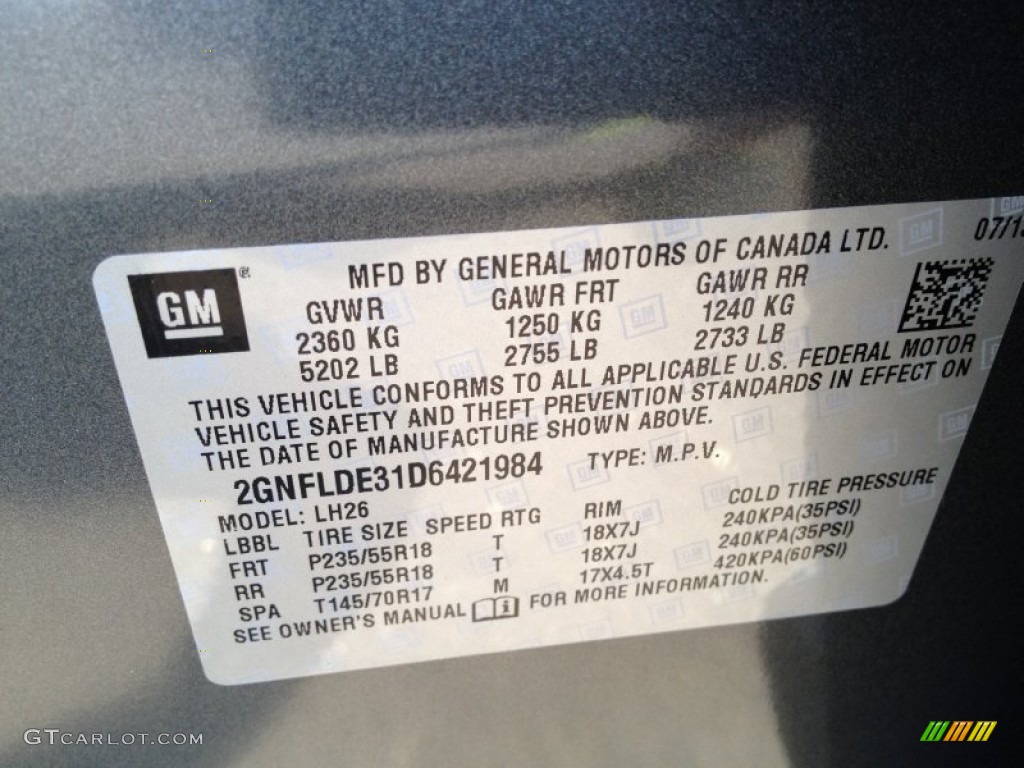 MFD BY GENERAL MOTORS OF CANADA LTD.
GM ®
GVWR GAWR FRT GAWR RR
2360 KG 1250 KG 1240 KG
5202 LB 2755 LB 2733 LB
THIS VEHICLE CONFORMS TO ALL APPLICABLE U.S. FEDERAL MOTOR
VEHICLE SAFETY AND THEFT PREVENTION STANDARDS IN EFFECT ON
THE DATE OF MANUFACTURE SHOWN ABOVE.
2GNFLDE31D6421984 TYPE: M.P.V.
MODEL: LH26
LBBL TIRE SIZE SPEED RTG RIM COLD TIRE PRESSURE
FRT P235/55R18 T 18X7J 240KPA(35PSI)
RR P235/55R18 T 18X7J 240KPA(35PSI)
SPA T145/70R17 M 17X4.5T 420KPA(60PSI)
SEE OWNER'S MANUAL FOR MORE INFORMATION.
GTCARLOT.COM